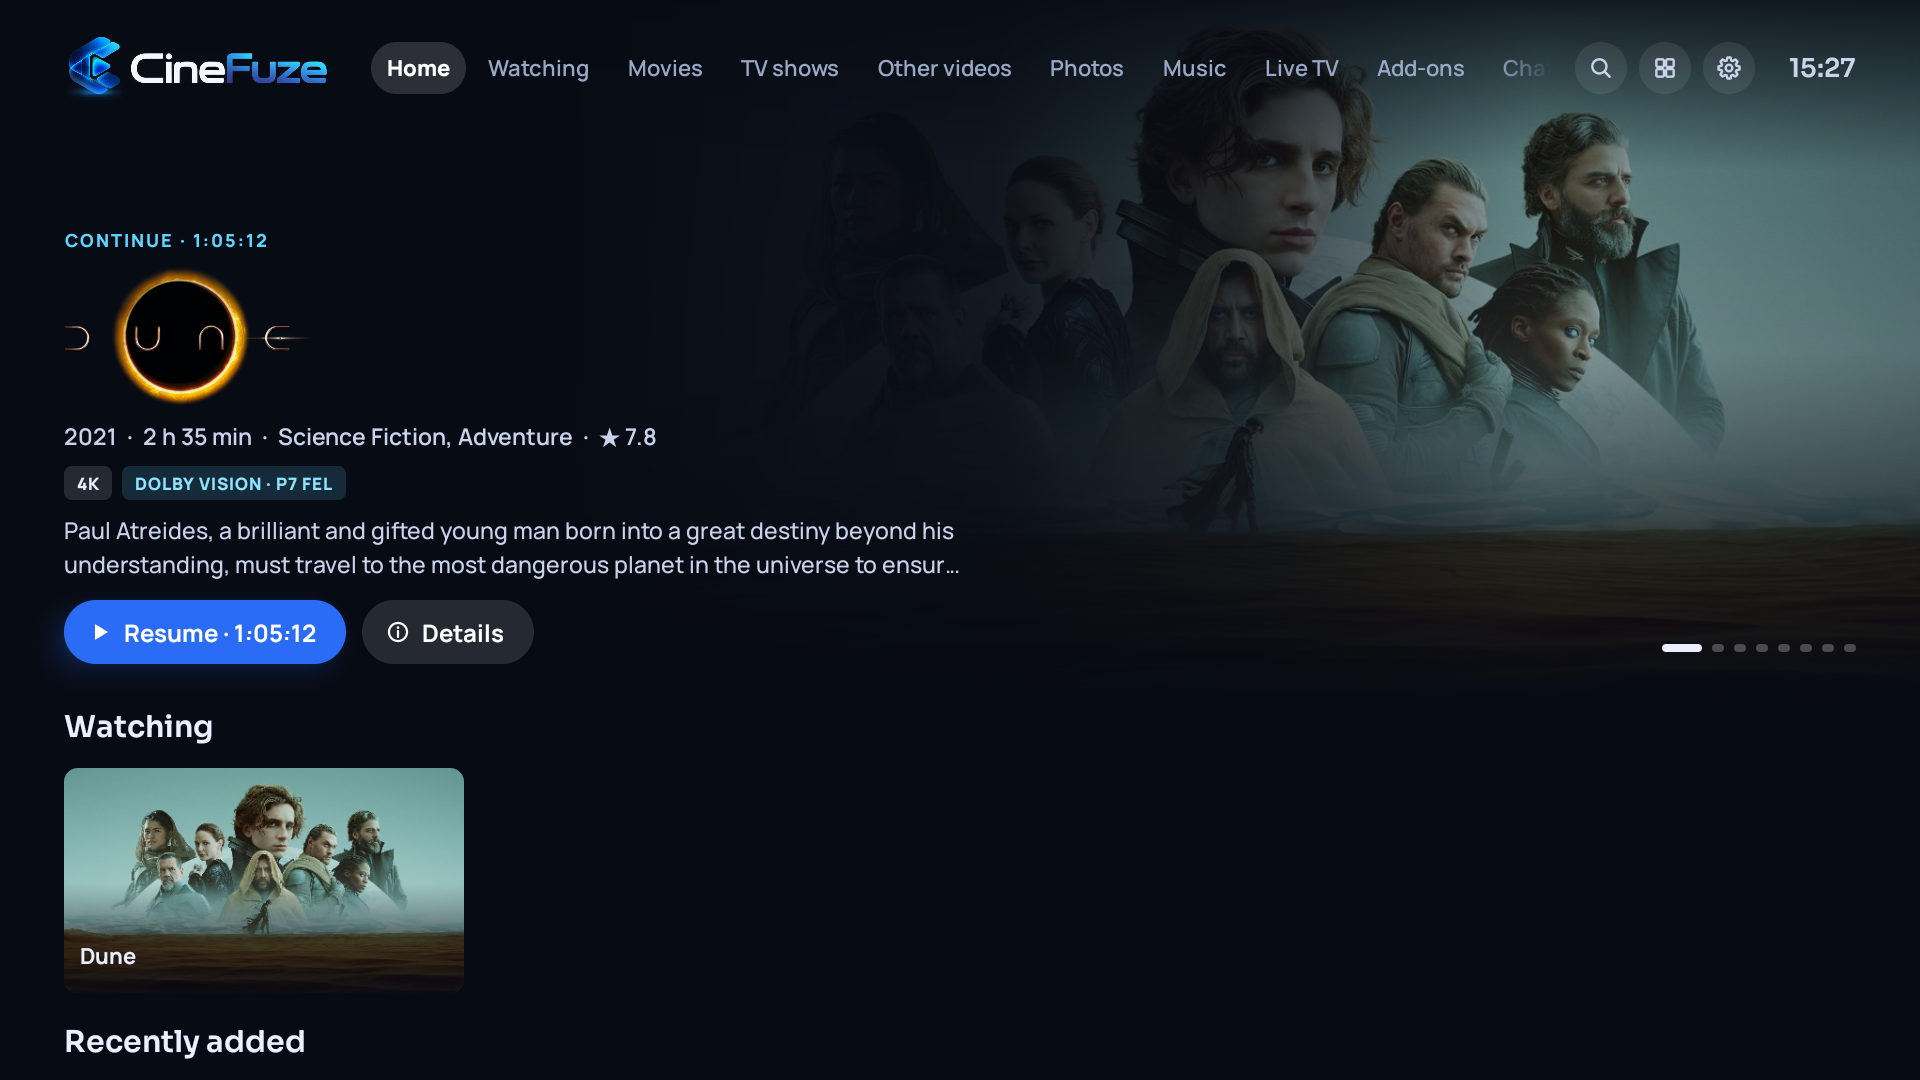 CineFuze
Home Watching Movies TV shows Other videos Photos Music Live TV Add-ons Cha
15:27
CONTINUE · 1:05:12
DUNE
2021 · 2 h 35 min · Science Fiction, Adventure · ★ 7.8
4K DOLBY VISION · P7 FEL
Paul Atreides, a brilliant and gifted young man born into a great destiny beyond his
understanding, must travel to the most dangerous planet in the universe to ensur…
Resume · 1:05:12 Details
Watching
Dune
Recently added